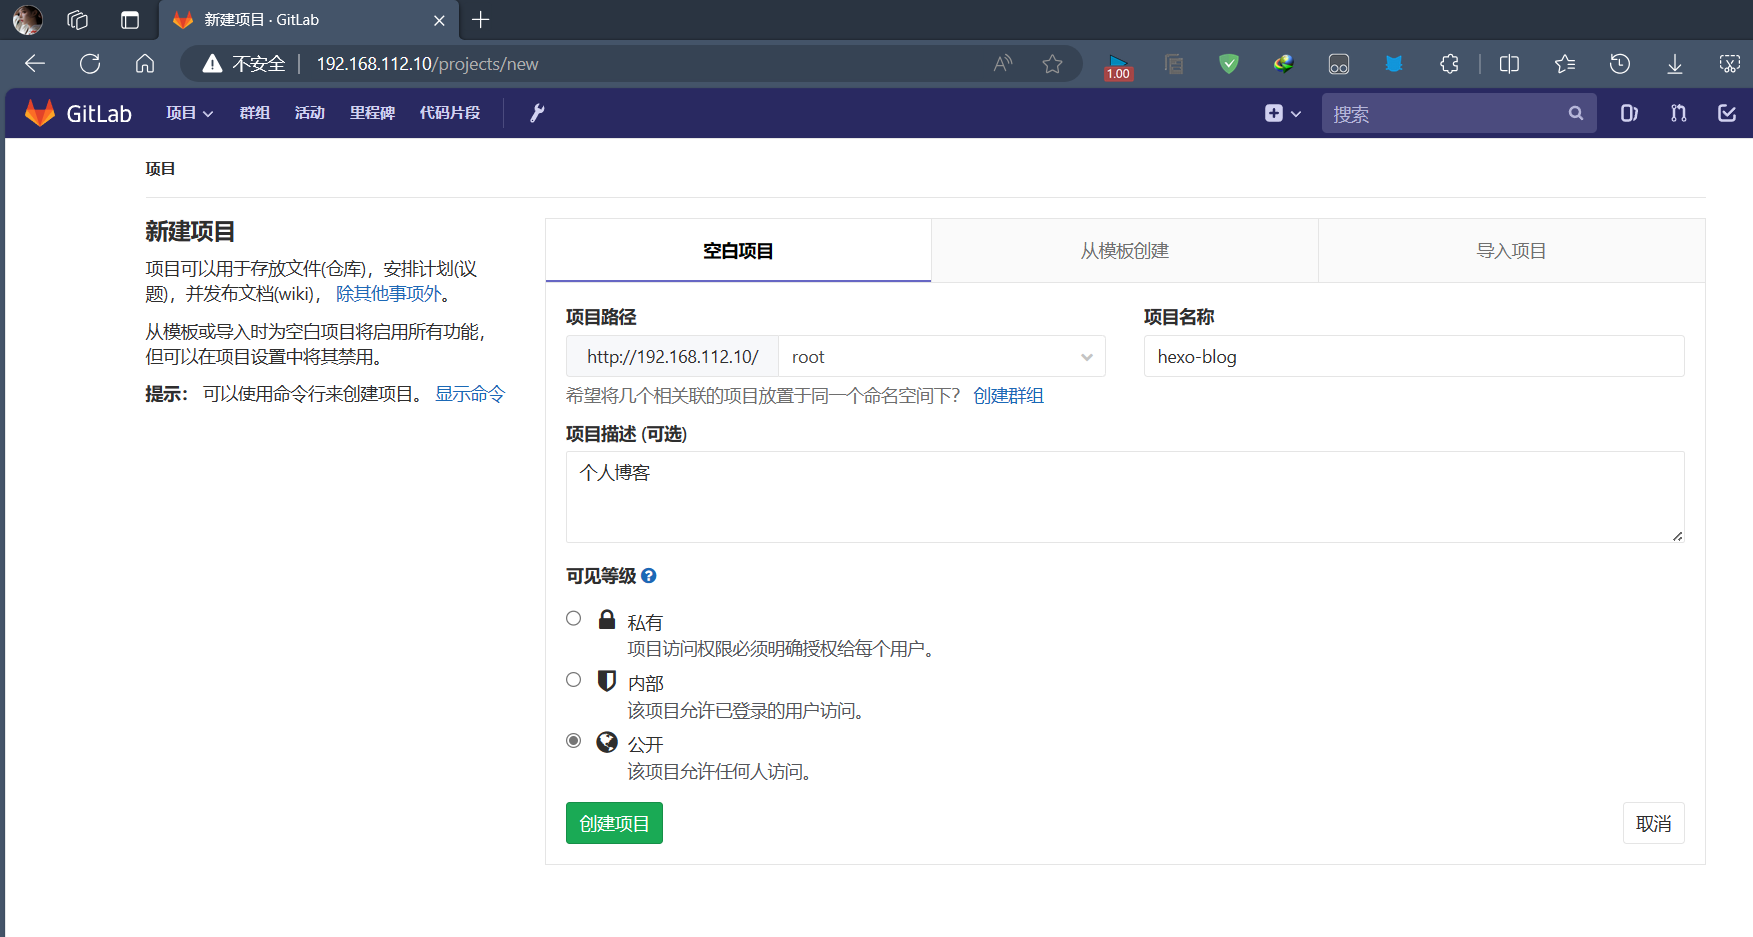 新建项目 · GitLab
不安全 192.168.112.10/projects/new
1.00
GitLab 项目 群组 活动 里程碑 代码片段 搜索
项目
新建项目
项目可以用于存放文件(仓库)，安排计划(议
题)，并发布文档(wiki)， 除其他事项外。
从模板或导入时为空白项目将启用所有功能，
但可以在项目设置中将其禁用。
提示： 可以使用命令行来创建项目。 显示命令
空白项目 从模板创建 导入项目
项目路径 项目名称
http://192.168.112.10/ root hexo-blog
希望将几个相关联的项目放置于同一个命名空间下？ 创建群组
项目描述 (可选)
个人博客
可见等级
私有
项目访问权限必须明确授权给每个用户。
内部
该项目允许已登录的用户访问。
公开
该项目允许任何人访问。
创建项目 取消